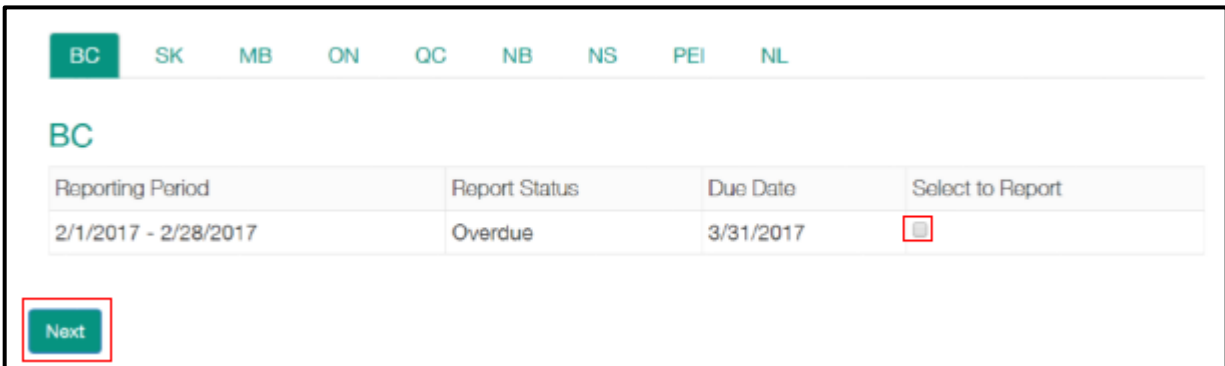 BC SK MB ON QC NB NS PEI NL
BC
Reporting Period Report Status Due Date Select to Report
2/1/2017 - 2/28/2017 Overdue 3/31/2017
Next